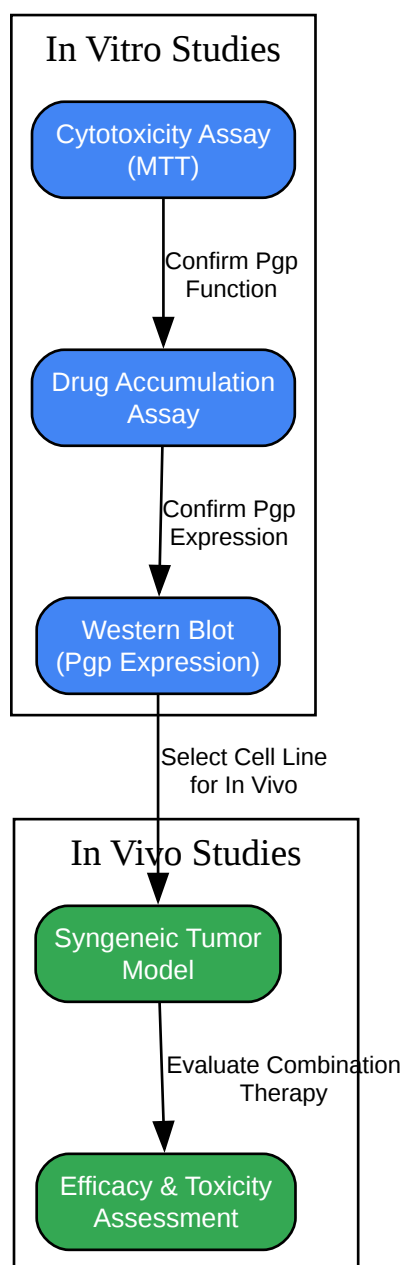 In Vitro Studies
Cytotoxicity Assay
(MTT)
Confirm Pgp
Function
Drug Accumulation
Assay
Confirm Pgp
Expression
Western Blot
(Pgp Expression)
Select Cell Line
for In Vivo
In Vivo Studies
Syngeneic Tumor
Model
Evaluate Combination
Therapy
Efficacy & Toxicity
Assessment